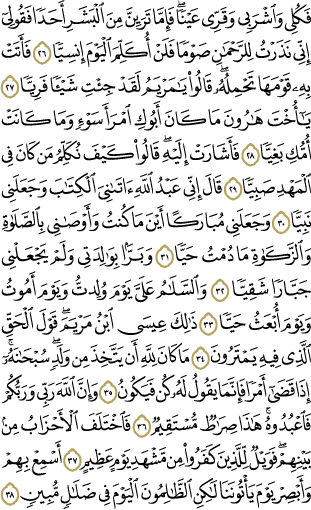 فَكُلِي وَاشْرَبِي وَقَرِّي عَيْنًا ۖ فَإِمَّا تَرَيِنَّ مِنَ الْبَشَرِ أَحَدًا فَقُولِي
إِنِّي نَذَرْتُ لِلرَّحْمَٰنِ صَوْمًا فَلَنْ أُكَلِّمَ الْيَوْمَ إِنسِيًّا ٢٦ فَأَتَتْ
بِهِ قَوْمَهَا تَحْمِلُهُ ۖ قَالُوا يَا مَرْيَمُ لَقَدْ جِئْتِ شَيْئًا فَرِيًّا ٢٧
يَا أُخْتَ هَارُونَ مَا كَانَ أَبُوكِ امْرَأَ سَوْءٍ وَمَا كَانَتْ
أُمُّكِ بَغِيًّا ٢٨ فَأَشَارَتْ إِلَيْهِ ۖ قَالُوا كَيْفَ نُكَلِّمُ مَن كَانَ فِي
الْمَهْدِ صَبِيًّا ٢٩ قَالَ إِنِّي عَبْدُ اللَّهِ آتَانِيَ الْكِتَابَ وَجَعَلَنِي
نَبِيًّا ٣٠ وَجَعَلَنِي مُبَارَكًا أَيْنَ مَا كُنتُ وَأَوْصَانِي بِالصَّلَاةِ
وَالزَّكَاةِ مَا دُمْتُ حَيًّا ٣١ وَبَرًّا بِوَالِدَتِي وَلَمْ يَجْعَلْنِي
جَبَّارًا شَقِيًّا ٣٢ وَالسَّلَامُ عَلَيَّ يَوْمَ وُلِدتُّ وَيَوْمَ أَمُوتُ
وَيَوْمَ أُبْعَثُ حَيًّا ٣٣ ذَٰلِكَ عِيسَى ابْنُ مَرْيَمَ ۚ قَوْلَ الْحَقِّ
الَّذِي فِيهِ يَمْتَرُونَ ٣٤ مَا كَانَ لِلَّهِ أَن يَتَّخِذَ مِن وَلَدٍ ۖ سُبْحَانَهُ ۚ
إِذَا قَضَىٰ أَمْرًا فَإِنَّمَا يَقُولُ لَهُ كُن فَيَكُونُ ٣٥ وَإِنَّ اللَّهَ رَبِّي وَرَبُّكُمْ
فَاعْبُدُوهُ ۚ هَٰذَا صِرَاطٌ مُّسْتَقِيمٌ ٣٦ فَاخْتَلَفَ الْأَحْزَابُ مِن
بَيْنِهِمْ ۖ فَوَيْلٌ لِّلَّذِينَ كَفَرُوا مِن مَّشْهَدِ يَوْمٍ عَظِيمٍ ٣٧ أَسْمِعْ بِهِمْ
وَأَبْصِرْ يَوْمَ يَأْتُونَنَا ۖ لَٰكِنِ الظَّالِمُونَ الْيَوْمَ فِي ضَلَالٍ مُّبِينٍ ٣٨